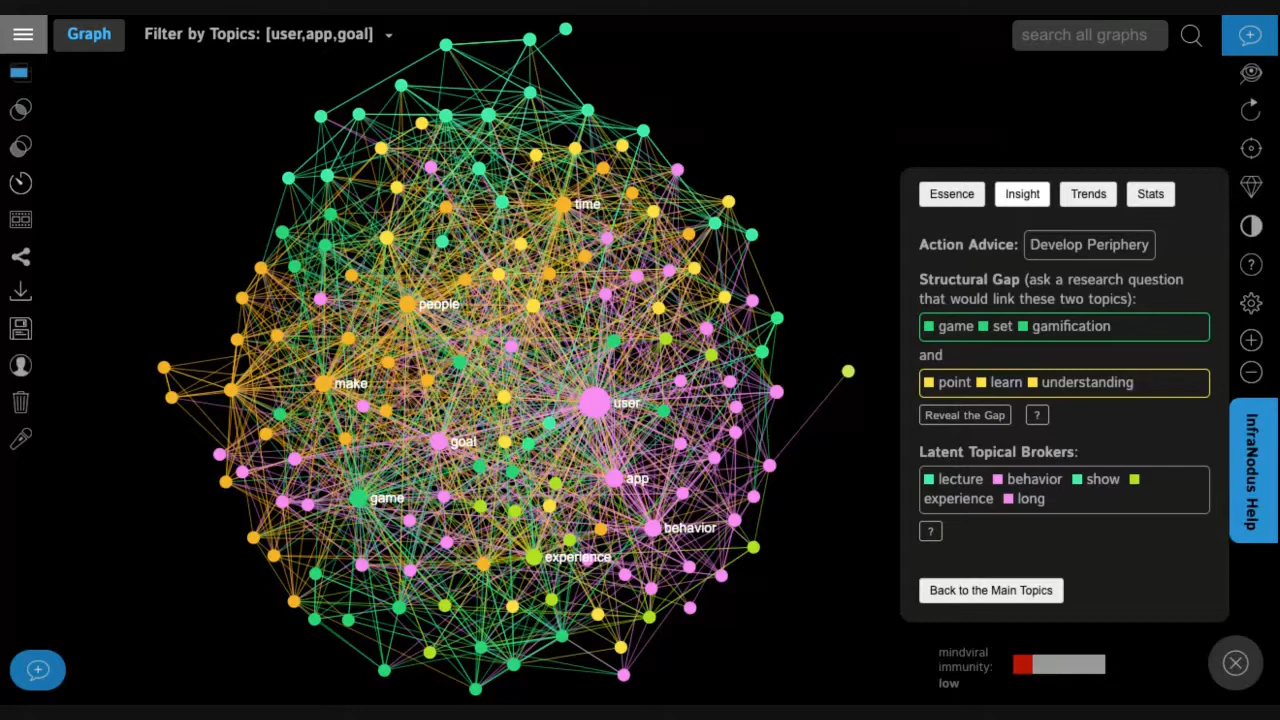 Graph
Filter by Topics: [user,app,goal]
search all graphs
time
people
make
user
goal
app
game
behavior
experience
Essence
Insight
Trends
Stats
Action Advice: Develop Periphery
Structural Gap (ask a research question
that would link these two topics):
game set gamification
and
point learn understanding
Reveal the Gap
?
Latent Topical Brokers:
lecture behavior show
experience long
?
Back to the Main Topics
InfraNodus Help
mindviral
immunity:
low
?